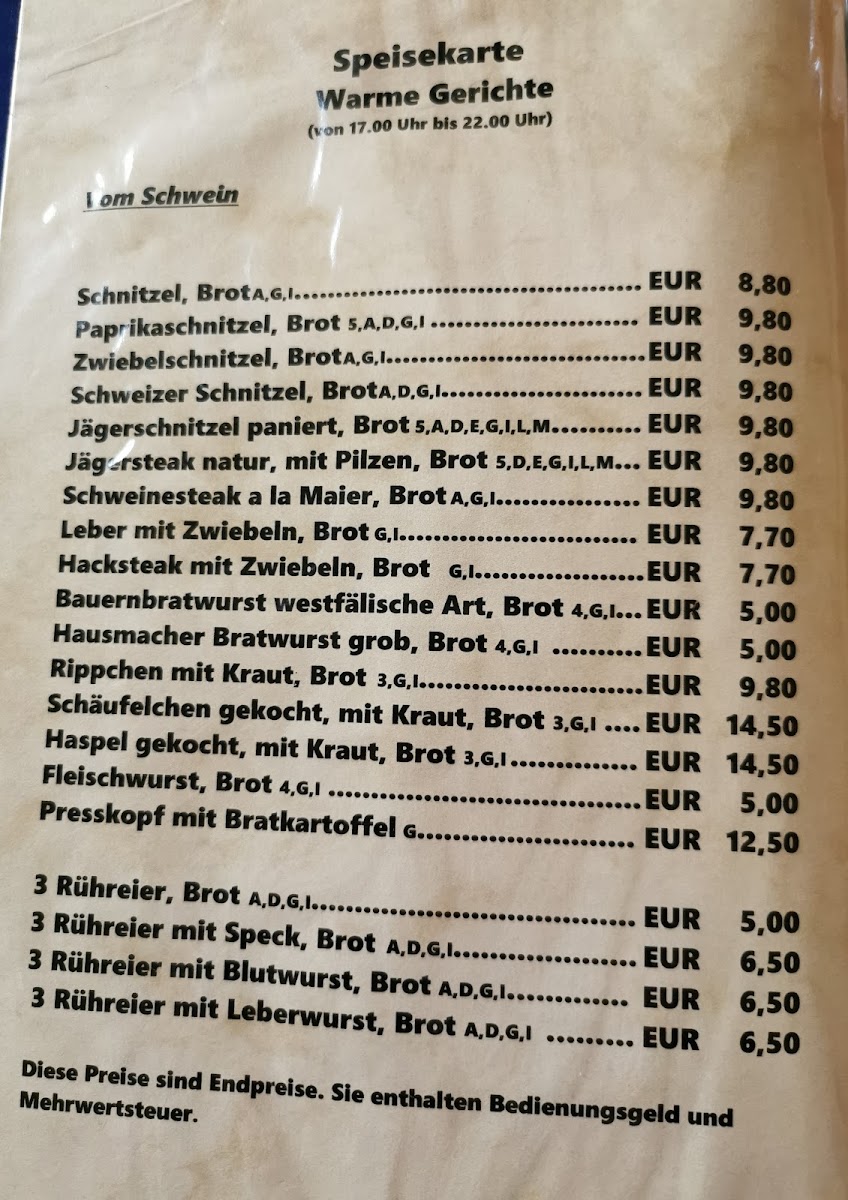 Speisekarte
Warme Gerichte
(von 17.00 Uhr bis 22.00 Uhr)
Vom Schwein
Schnitzel, Brot A,G,I........................................ EUR 8,80
Paprikaschnitzel, Brot 5,A,D,G,I ........................ EUR 9,80
Zwiebelschnitzel, Brot A,G,I..............................EUR 9,80
Schweizer Schnitzel, Brot A,D,G,I....................... EUR 9,80
Jägerschnitzel paniert, Brot 5,A,D,E,G,I,L,M.......... EUR 9,80
Jägersteak natur, mit Pilzen, Brot 5,D,E,G,I,L,M... EUR 9,80
Schweinesteak a la Maier, Brot A,G,I................. EUR 9,80
Leber mit Zwiebeln, Brot G,I........................... EUR 7,70
Hacksteak mit Zwiebeln, Brot G,I....................EUR 7,70
Bauernbratwurst westfälische Art, Brot 4,G,I...EUR 5,00
Hausmacher Bratwurst grob, Brot 4,G,I ..........EUR 5,00
Rippchen mit Kraut, Brot 3,G,I..........................EUR 9,80
Schäufelchen gekocht, mit Kraut, Brot 3,G,I ....EUR 14,50
Haspel gekocht, mit Kraut, Brot 3,G,I............... EUR 14,50
Fleischwurst, Brot 4,G,I ....................................EUR 5,00
Presskopf mit Bratkartoffel G......................... EUR 12,50
3 Rühreier, Brot A,D,G,I..................................... EUR 5,00
3 Rühreier mit Speck, Brot A,D,G,I..................... EUR 6,50
3 Rühreier mit Blutwurst, Brot A,D,G,I.............. EUR 6,50
3 Rühreier mit Leberwurst, Brot A,D,G,I .......... EUR 6,50
Diese Preise sind Endpreise. Sie enthalten Bedienungsgeld und
Mehrwertsteuer.